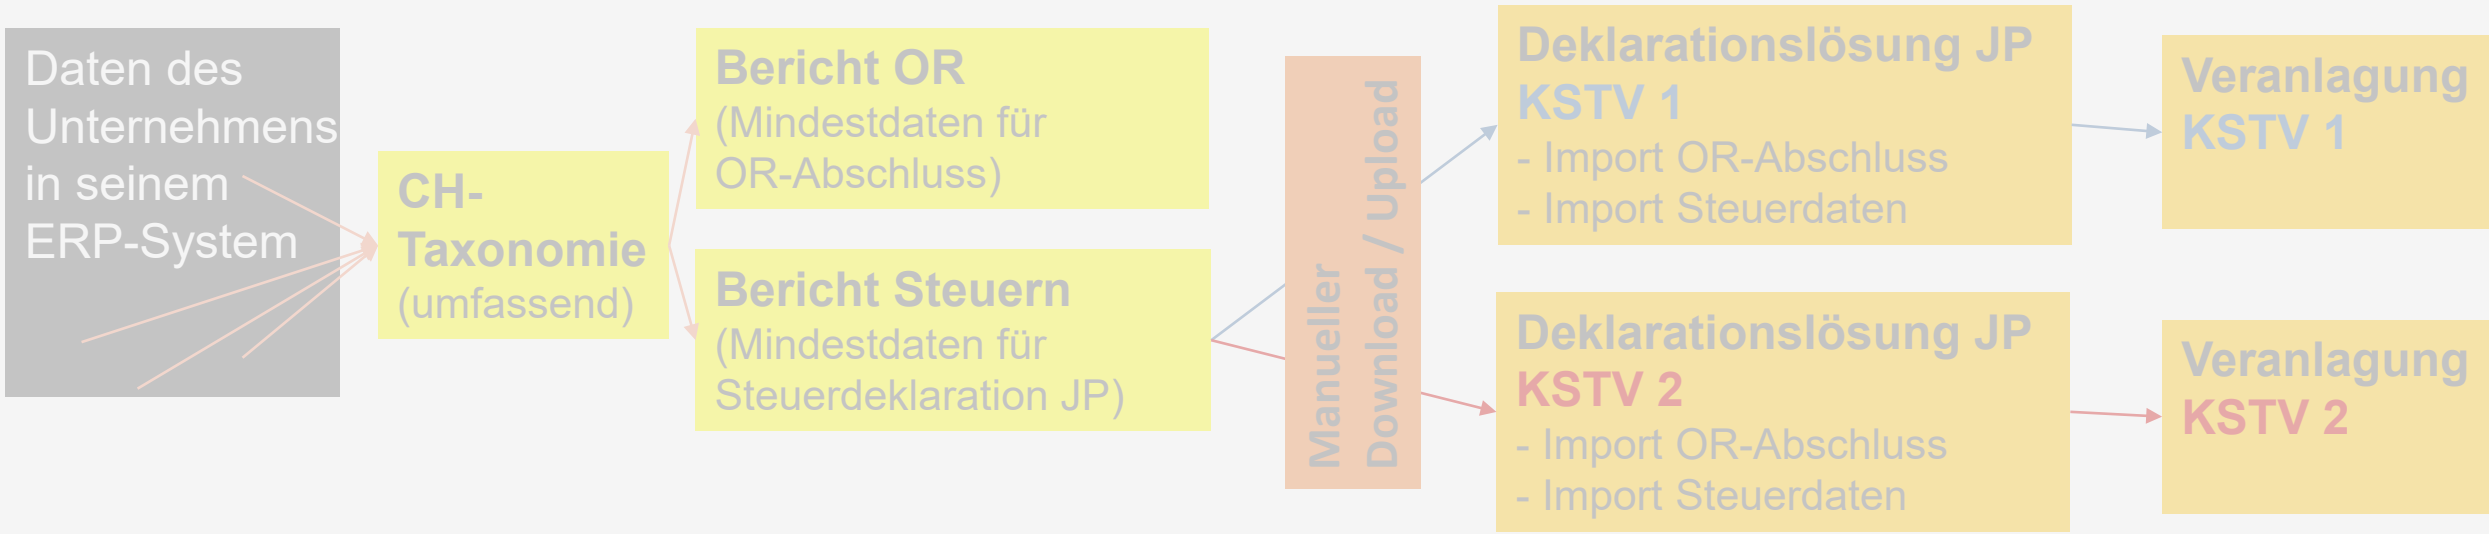 Daten des
Unternehmens
in seinem
ERP-System
CH-
Taxonomie
(umfassend)
Bericht OR
(Mindestdaten für
OR-Abschluss)
Bericht Steuern
(Mindestdaten für
Steuerdeklaration JP)
Manueller
Download / Upload
Deklarationslösung JP
KSTV 1
- Import OR-Abschluss
- Import Steuerdaten
Deklarationslösung JP
KSTV 2
- Import OR-Abschluss
- Import Steuerdaten
Veranlagung
KSTV 1
Veranlagung
KSTV 2